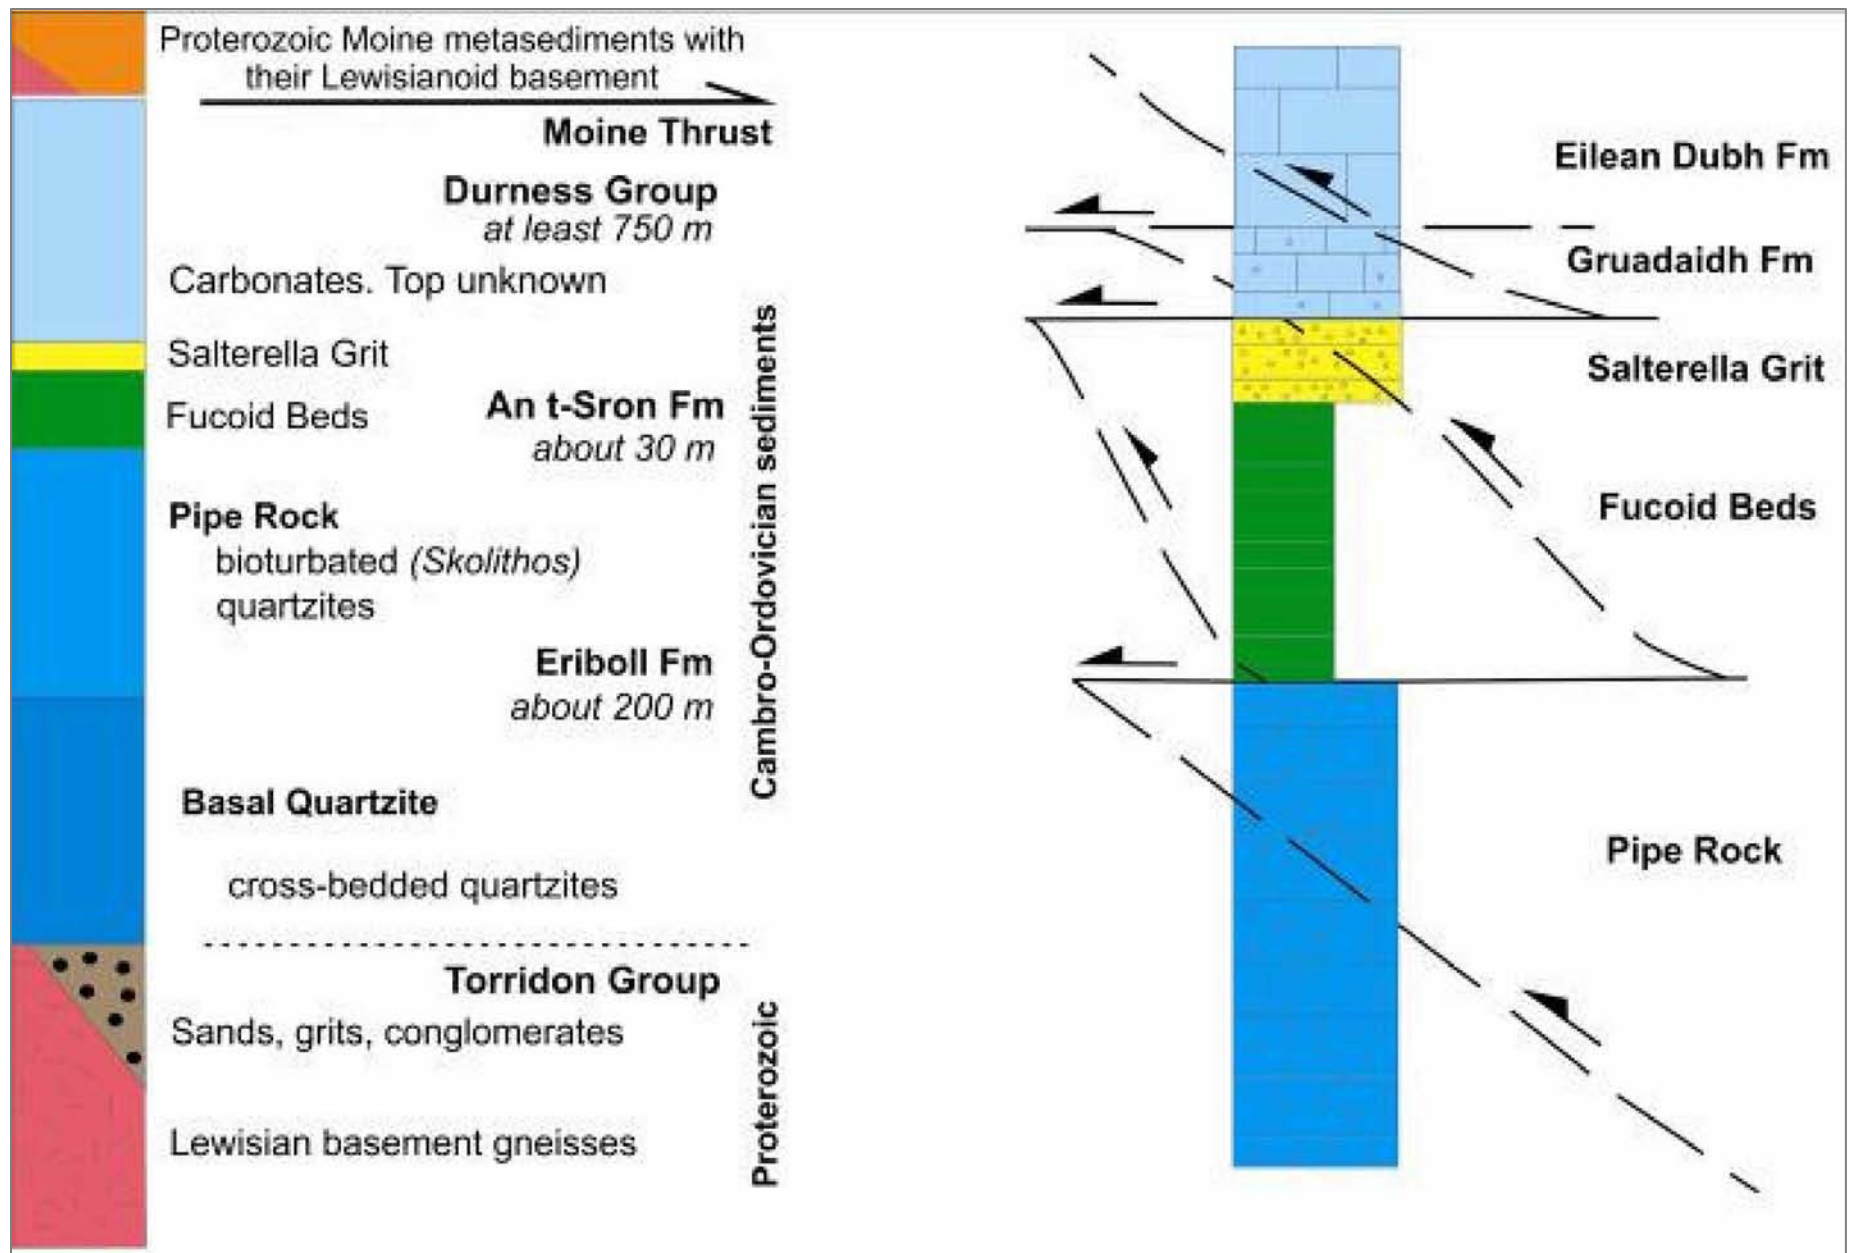 Proterozoic Moine metasediments with
their Lewisianoid basement
Moine Thrust
Durness Group
at least 750 m
Carbonates. Top unknown
Salterella Grit
Fucoid Beds
An t-Sron Fm
about 30 m
Pipe Rock
bioturbated (Skolithos)
quartzites
Eriboll Fm
about 200 m
Basal Quartzite
cross-bedded quartzites
Cambro-Ordovician sediments
Torridon Group
Sands, grits, conglomerates
Lewisian basement gneisses
Proterozoic
Eilean Dubh Fm
Gruadaidh Fm
Salterella Grit
Fucoid Beds
Pipe Rock